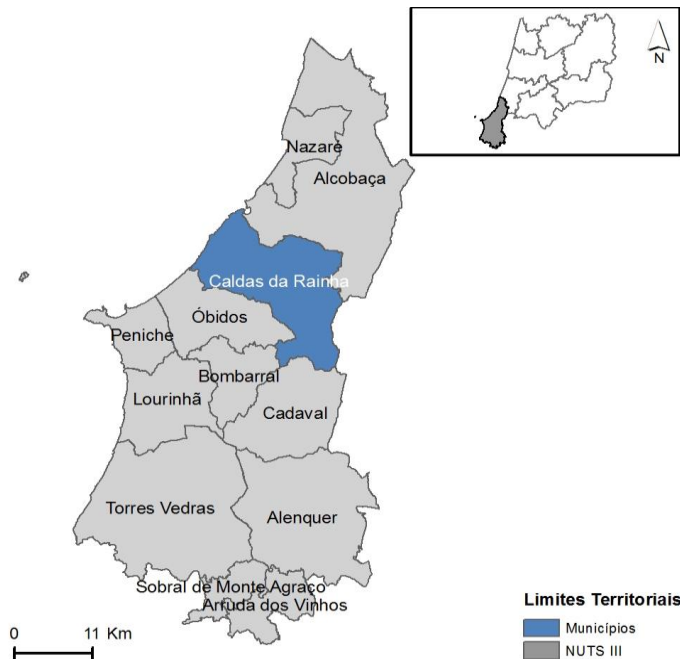 N
Nazaré
Alcobaça
Caldas da Rainha
Óbidos
Peniche
Bombarral
Lourinhã
Cadaval
Torres Vedras
Alenquer
Sobral de Monte Agraço
Arruda dos Vinhos
0 11 Km
Limites Territoriais
Municípios
NUTS III